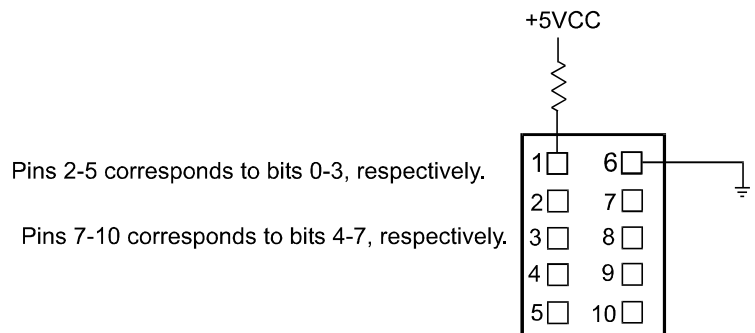 +5VCC
Pins 2-5 corresponds to bits 0-3, respectively.
Pins 7-10 corresponds to bits 4-7, respectively.
1 6
2 7
3 8
4 9
5 10